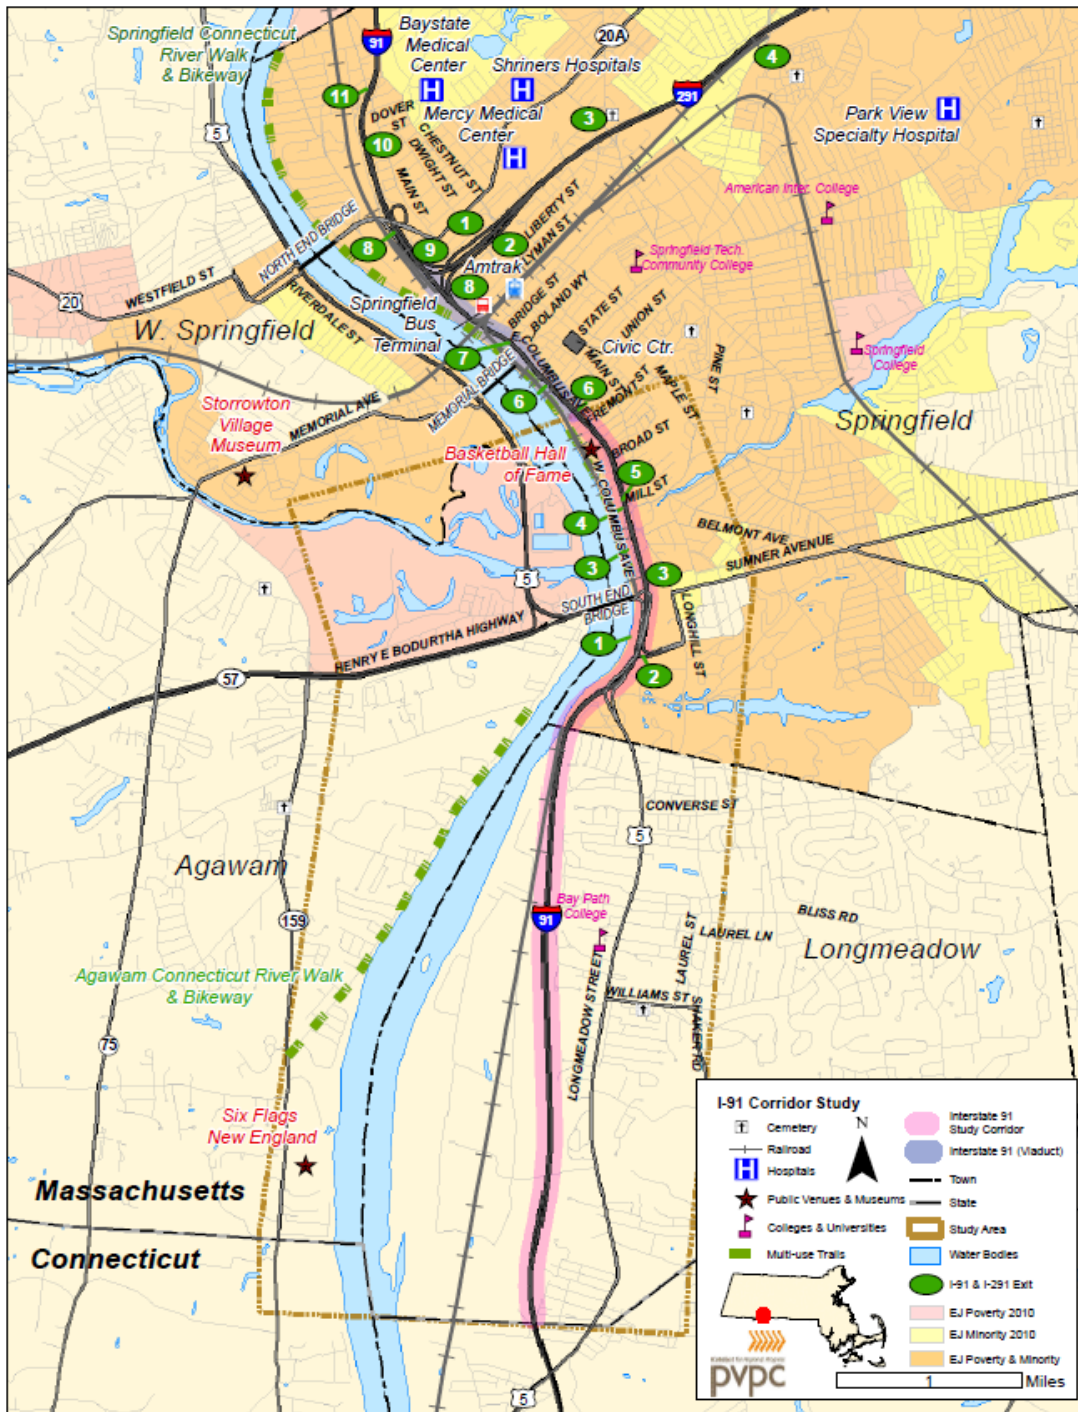 Springfield Connecticut
River Walk
& Bikeway
91
Baystate
Medical
Center
20A
Shriners Hospitals
4
11
291
H
H
DOVER
ST
Mercy Medical
Center
3
H
Park View
Specialty Hospital
H
5
10
CHESTNUT ST
DWIGHT ST
MAIN ST
American Inter. College
1
LIBERTY ST
NORTH END BRIDGE
8
9
2
LYMAN ST
Springfield Tech.
Community College
Amtrak
8
WESTFIELD ST
20
RIVERDALE ST
Springfield
Bus
Terminal
BRIDGE ST
BOLAND WY
STATE ST
UNION ST
W. Springfield
7
E COLUMBUS AVE
Civic Ctr.
PINE ST
Springfield
College
MAIN ST
MAPLE ST
MEMORIAL BRIDGE
6
6
FREMONT ST
Storrowton
Village
Museum
MEMORIAL AVE
Springfield
Basketball Hall
of Fame
BROAD ST
5
MILL ST
W. COLUMBUS AVE
4
BELMONT AVE
SUMNER AVENUE
3
3
5
SOUTH END
BRIDGE
LONGHILL ST
HENRY E BODURTHA HIGHWAY
1
57
2
CONVERSE ST
5
Agawam
Bay Path
College
91
159
BLISS RD
LAUREL ST
LAUREL LN
Longmeadow
Agawam Connecticut River Walk
& Bikeway
LONGMEADOW STREET
WILLIAMS ST
SHAKER RD
75
Six Flags
New England
Massachusetts
Connecticut
5
I-91 Corridor Study
Cemetery
N
Railroad
H
Hospitals
Public Venues & Museums
Colleges & Universities
Multi-use Trails
Interstate 91
Study Corridor
Interstate 91 (Viaduct)
Town
State
Study Area
Water Bodies
I-91 & I-291 Exit
EJ Poverty 2010
EJ Minority 2010
EJ Poverty & Minority
pvpc
1
Miles